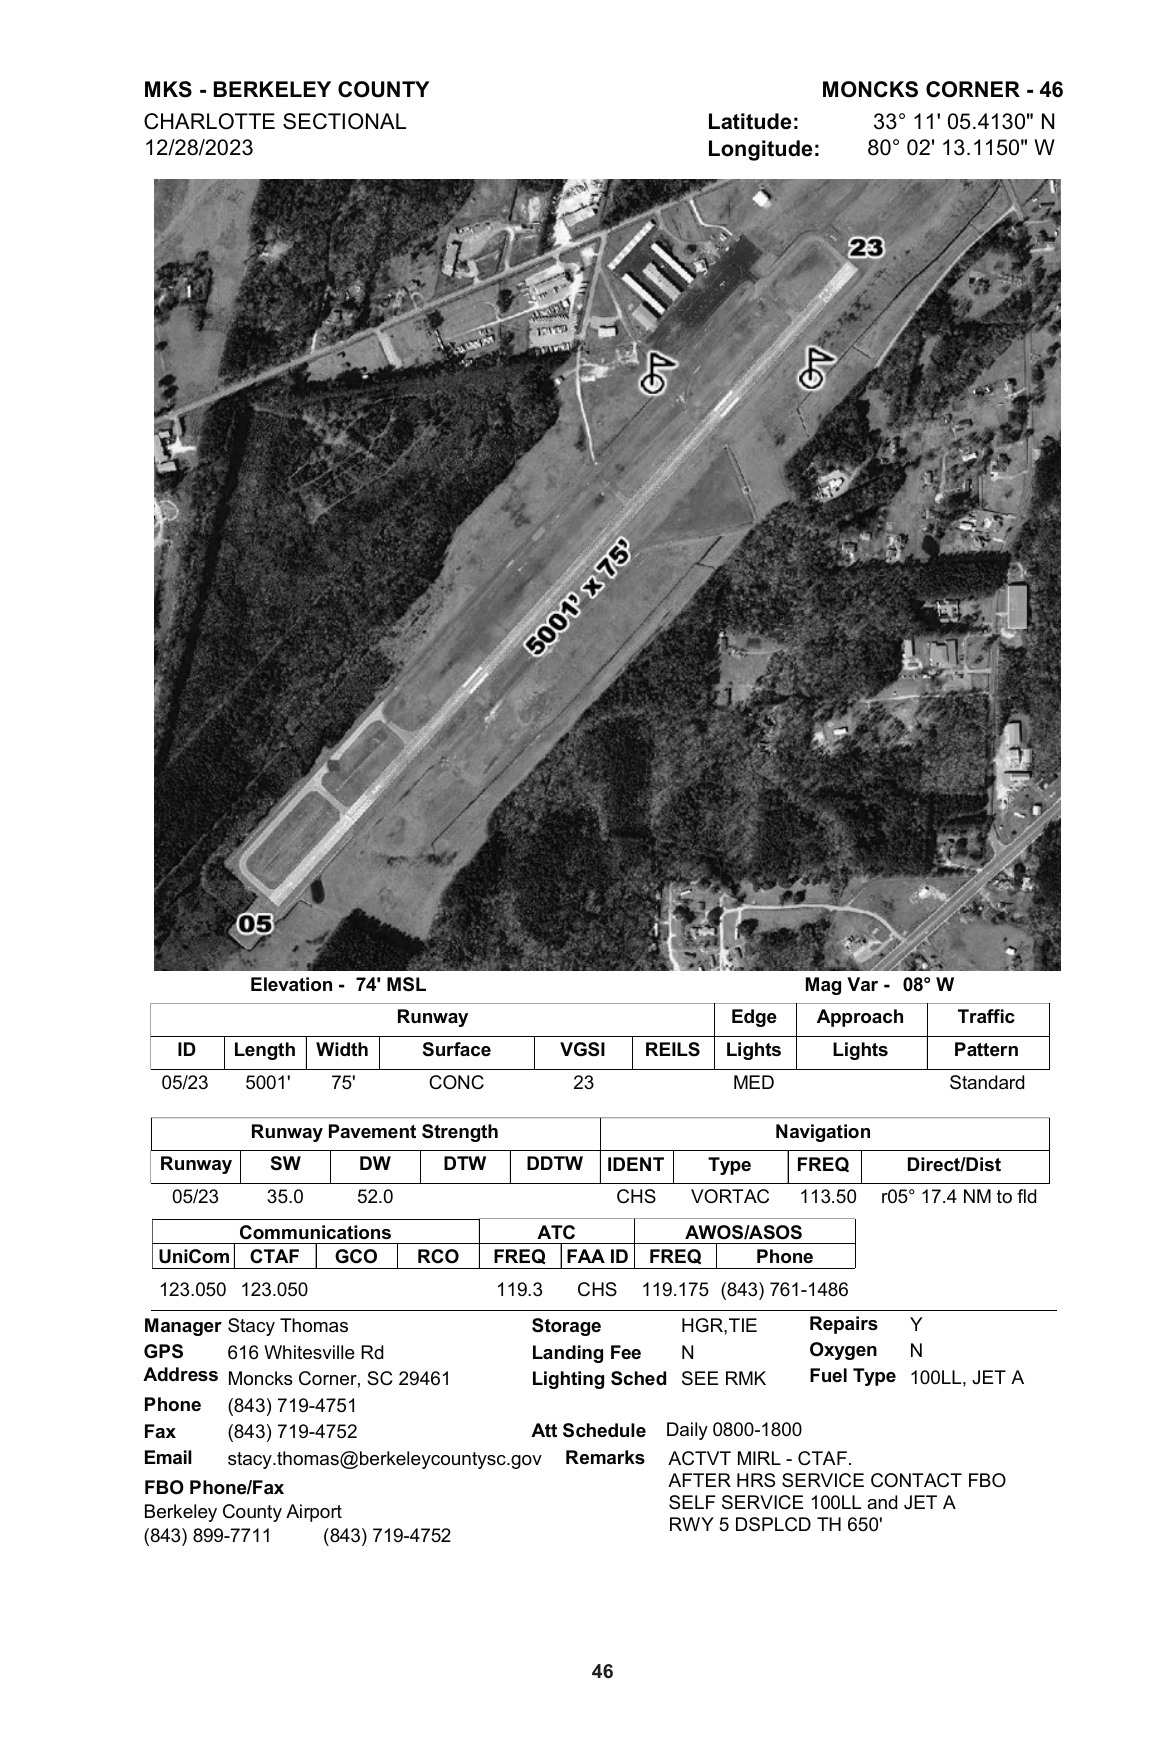 MKS - BERKELEY COUNTY MONCKS CORNER - 46
CHARLOTTE SECTIONAL Latitude: 33° 11' 05.4130" N
12/28/2023 Longitude: 80° 02' 13.1150" W
23
5001' x 75'
05
Elevation - 74' MSL Mag Var - 08° W
Runway Edge Approach Traffic
ID Length Width Surface VGSI REILS Lights Lights Pattern
05/23 5001' 75' CONC 23 MED Standard
Runway Pavement Strength Navigation
Runway SW DW DTW DDTW IDENT Type FREQ Direct/Dist
05/23 35.0 52.0 CHS VORTAC 113.50 r05° 17.4 NM to fld
Communications ATC AWOS/ASOS
UniCom CTAF GCO RCO FREQ FAA ID FREQ Phone
123.050 123.050 119.3 CHS 119.175 (843) 761-1486
Manager Stacy Thomas Storage HGR,TIE Repairs Y
GPS 616 Whitesville Rd Landing Fee N Oxygen N
Address Moncks Corner, SC 29461 Lighting Sched SEE RMK Fuel Type 100LL, JET A
Phone (843) 719-4751
Fax (843) 719-4752 Att Schedule Daily 0800-1800
Email stacy.thomas@berkeleycountysc.gov Remarks ACTVT MIRL - CTAF.
AFTER HRS SERVICE CONTACT FBO
SELF SERVICE 100LL and JET A
RWY 5 DSPLCD TH 650'
FBO Phone/Fax
Berkeley County Airport
(843) 899-7711 (843) 719-4752
46